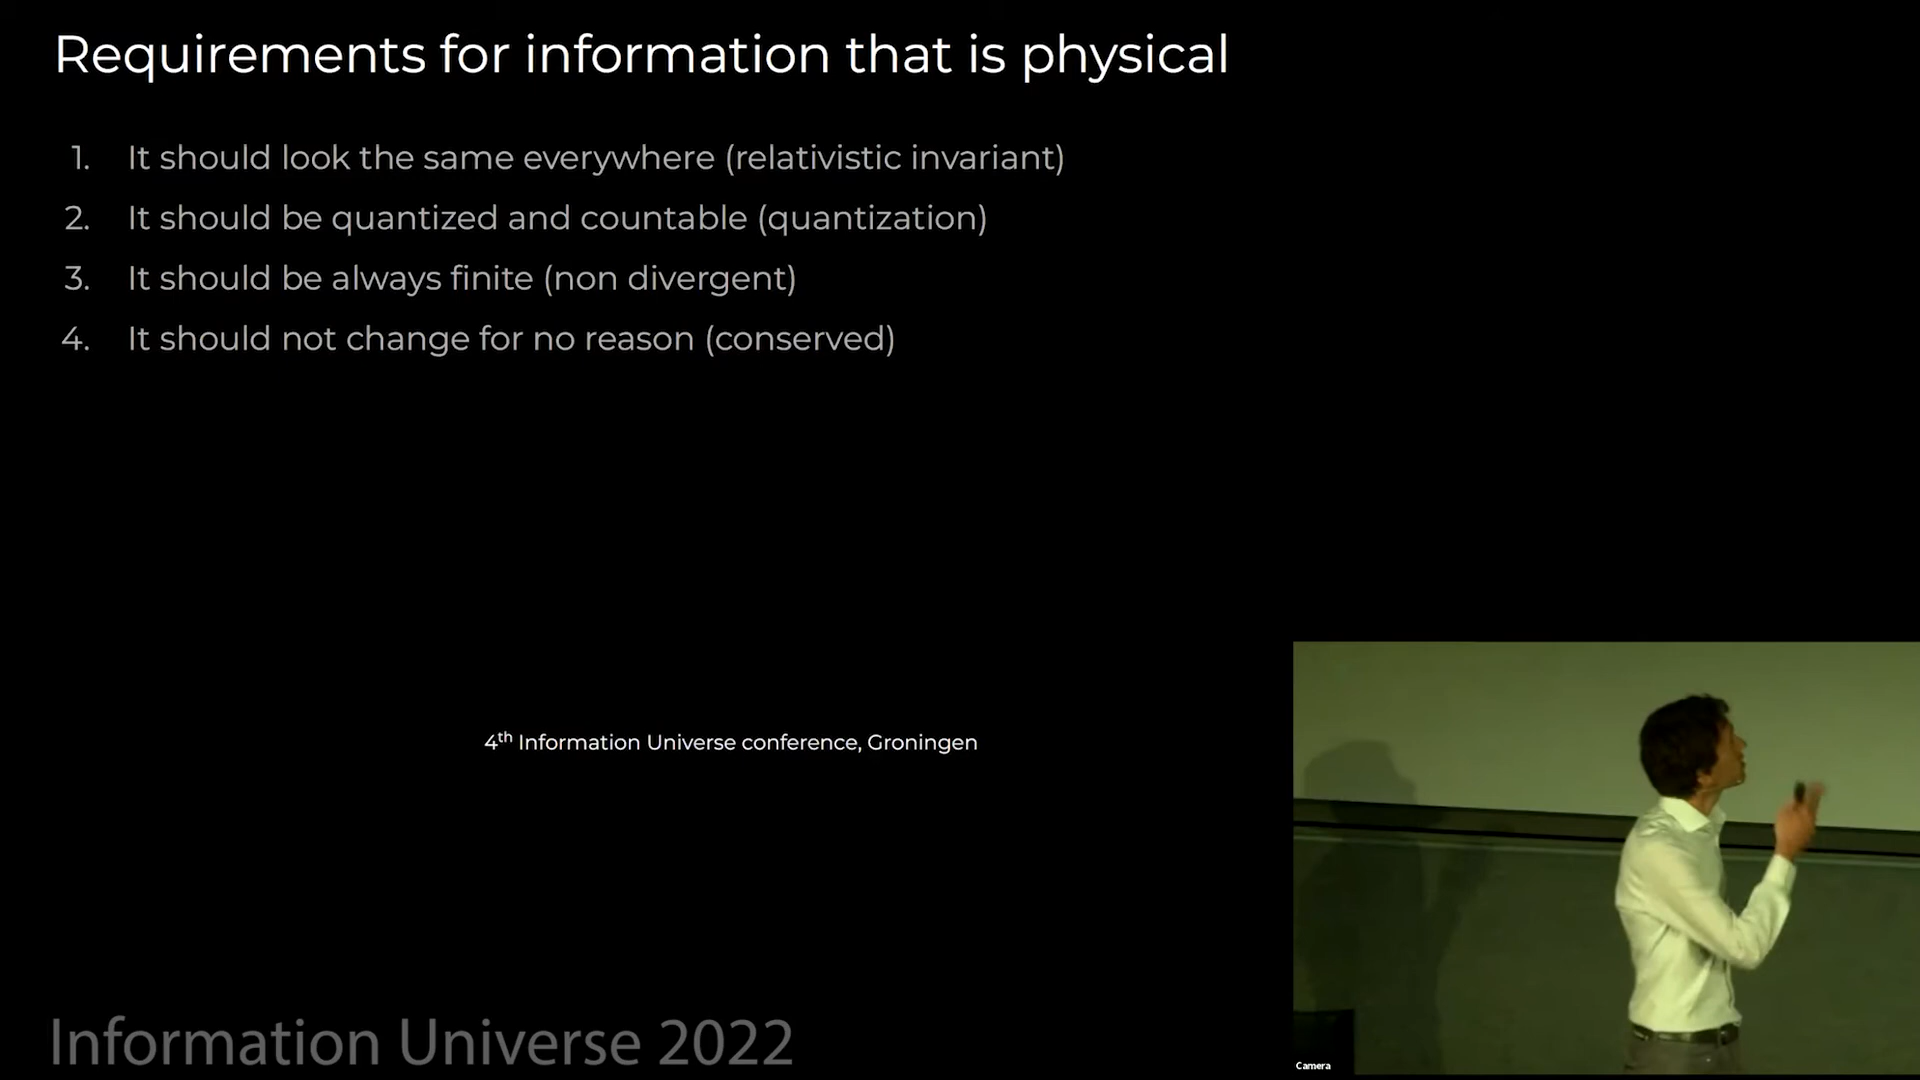 Requirements for information that is physical
1. It should look the same everywhere (relativistic invariant)
2. It should be quantized and countable (quantization)
3. It should be always finite (non divergent)
4. It should not change for no reason (conserved)
4th Information Universe conference, Groningen
Information Universe 2022
Camera